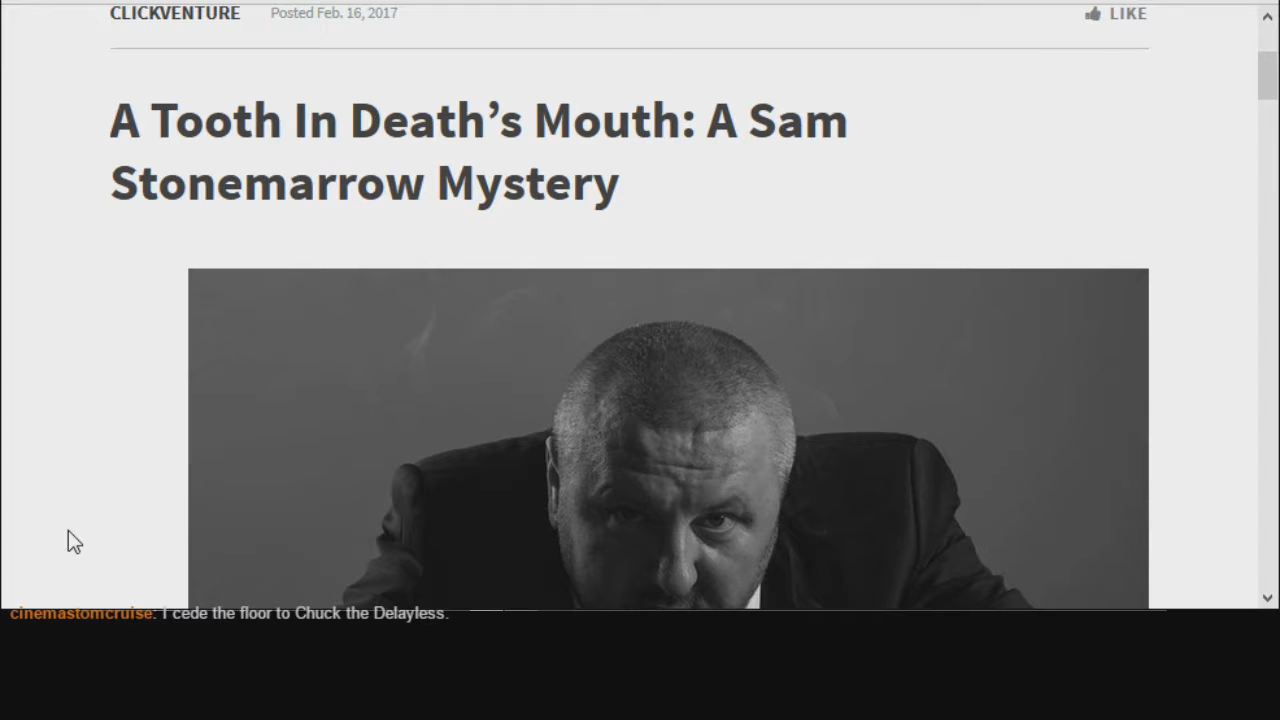 CLICKVENTURE Posted Feb. 16, 2017 LIKE
A Tooth In Death’s Mouth: A Sam
Stonemarrow Mystery
cinemastomcruise: I cede the floor to Chuck the Delayless.